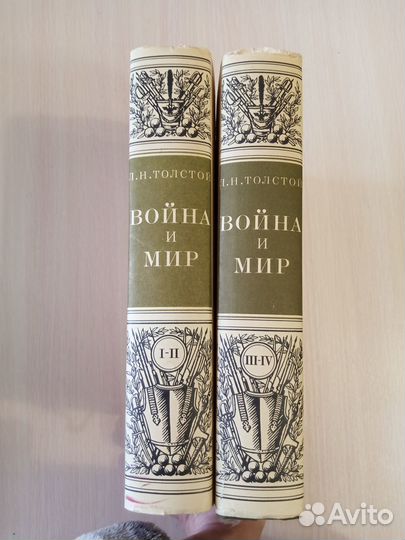 Л.Н.ТОЛСТОЙ
ВОЙНА
И
МИР
I-II
Л.Н.ТОЛСТОЙ
ВОЙНА
И
МИР
III-IV
Avito